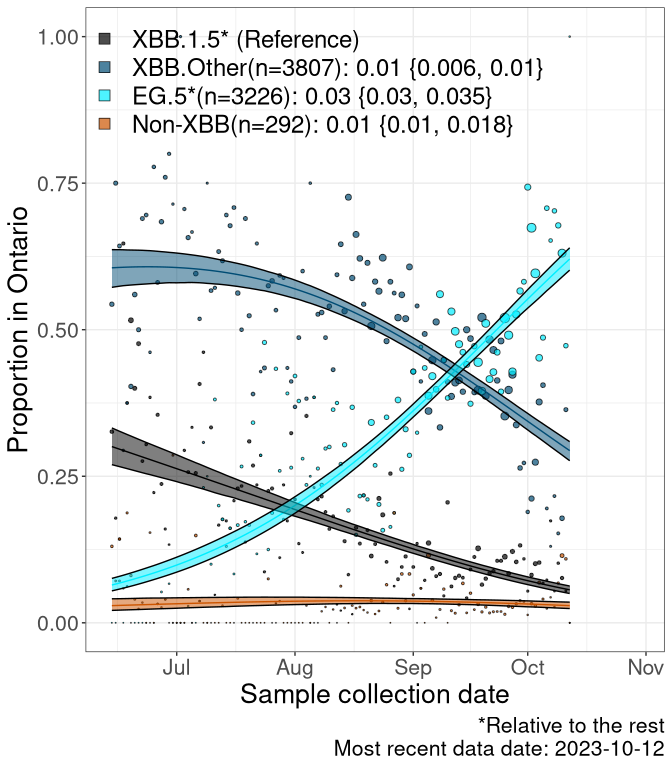 1.00
0.75
0.50
0.25
0.00
Proportion in Ontario
XBB.1.5* (Reference)
XBB.Other(n=3807): 0.01 {0.006, 0.01}
EG.5*(n=3226): 0.03 {0.03, 0.035}
Non-XBB(n=292): 0.01 {0.01, 0.018}
Jul Aug Sep Oct Nov
Sample collection date
*Relative to the rest
Most recent data date: 2023-10-12